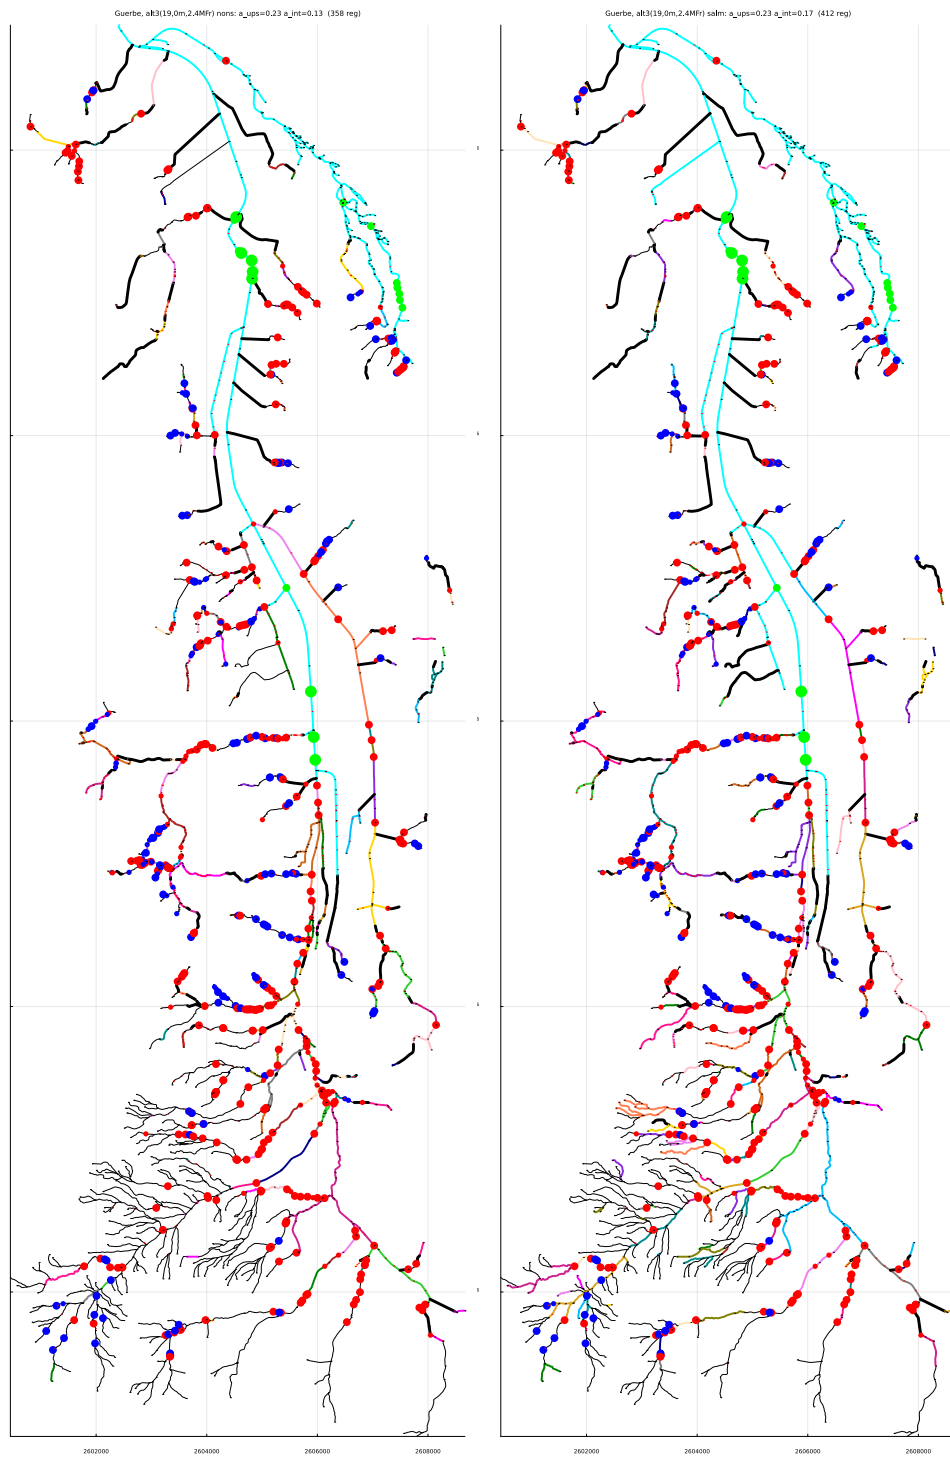 Guerbe, alt3(19,0m,2.4MFr) nons: a_ups=0.23 a_int=0.13 (358 reg)
Guerbe, alt3(19,0m,2.4MFr) salm: a_ups=0.23 a_int=0.17 (412 reg)
2602000 2604000 2606000 2608000
2602000 2604000 2606000 2608000